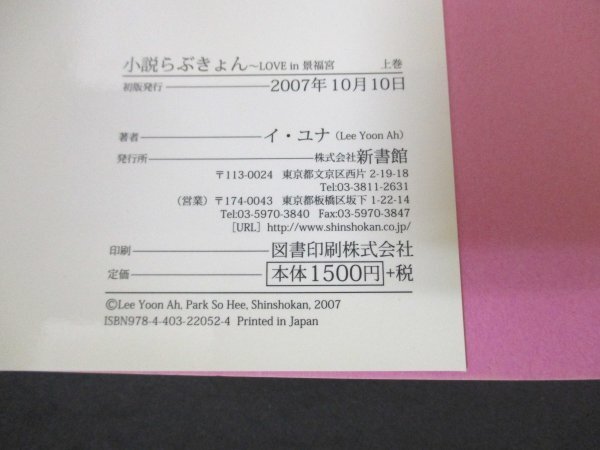 小説らぶきょん～LOVE in 景福宮 上巻
初版発行 2007年10月10日
著者 イ・ユナ (Lee Yoon Ah)
発行所 株式会社 新書館
〒113-0024 東京都文京区西片 2-19-18
Tel:03-3811-2631
(営業) 〒174-0043 東京都板橋区坂下 1-22-14
Tel:03-5970-3840 Fax:03-5970-3847
[URL] http://www.shinshokan.co.jp/
印刷 図書印刷株式会社
定価 本体1500円+税
©Lee Yoon Ah, Park So Hee, Shinshokan, 2007
ISBN978-4-403-22052-4 Printed in Japan